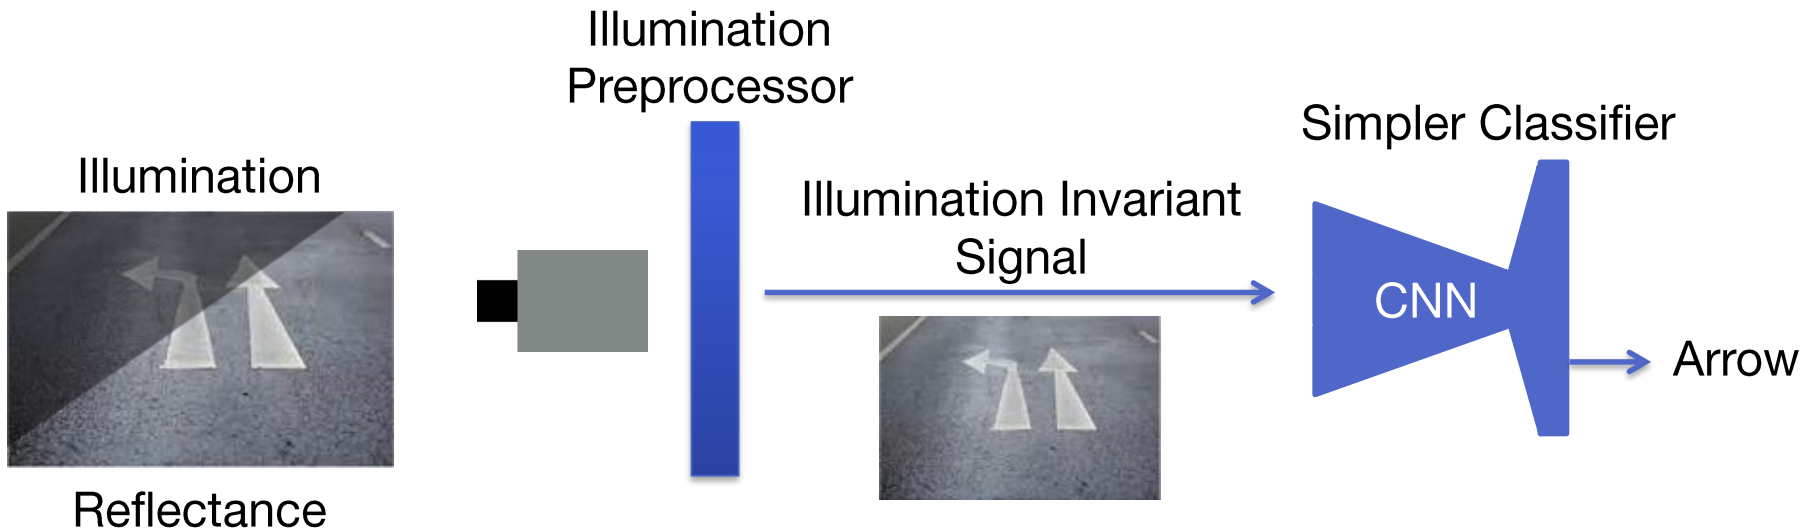 Illumination
Preprocessor
Simpler Classifier
Illumination
Illumination Invariant
Signal
CNN
Arrow
Reflectance